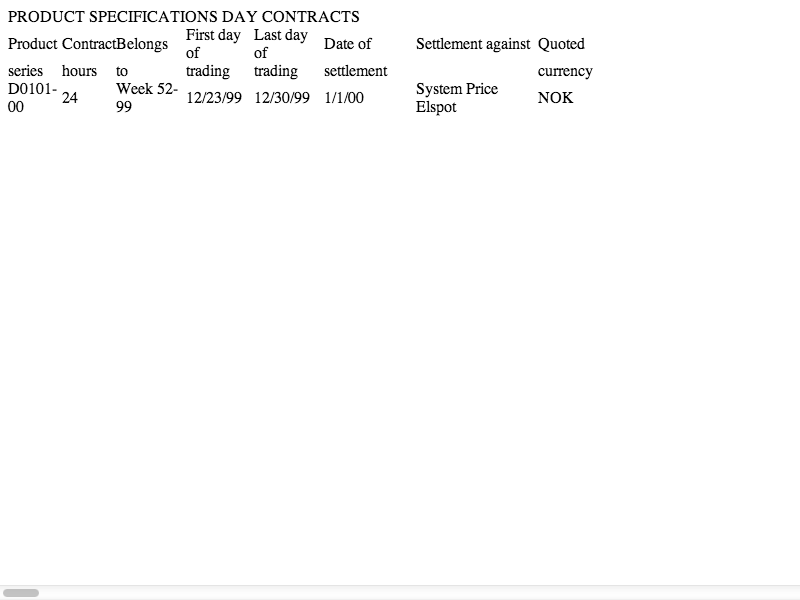 PRODUCT SPECIFICATIONS DAY CONTRACTS
Product Contract Belongs First day of Last day of Date of Settlement against Quoted
series hours to trading trading settlement currency
D0101-00 24 Week 52-99 12/23/99 12/30/99 1/1/00 System Price Elspot NOK